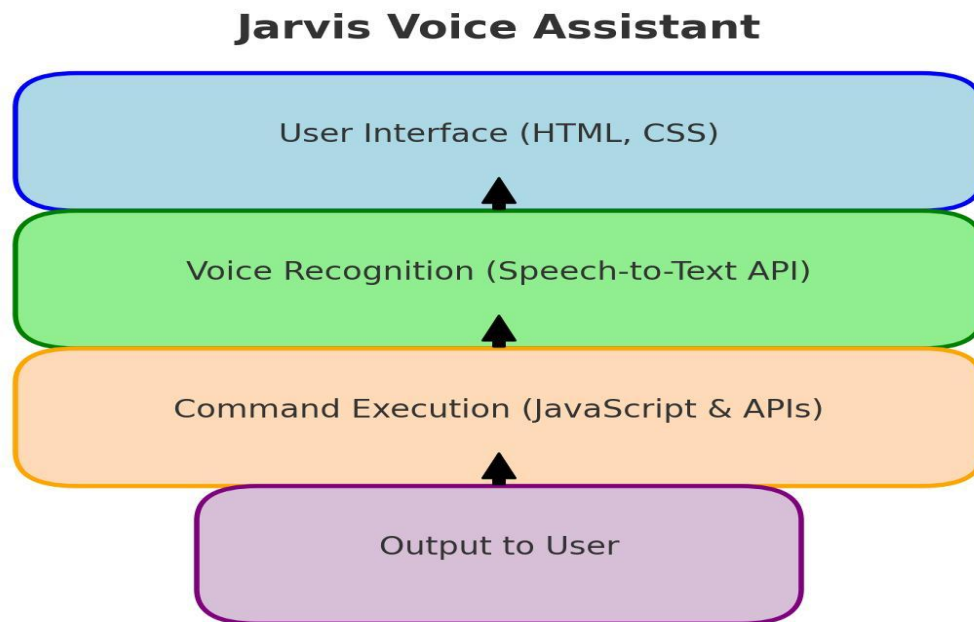 Jarvis Voice Assistant
User Interface (HTML, CSS)
Voice Recognition (Speech-to-Text API)
Command Execution (JavaScript & APIs)
Output to User